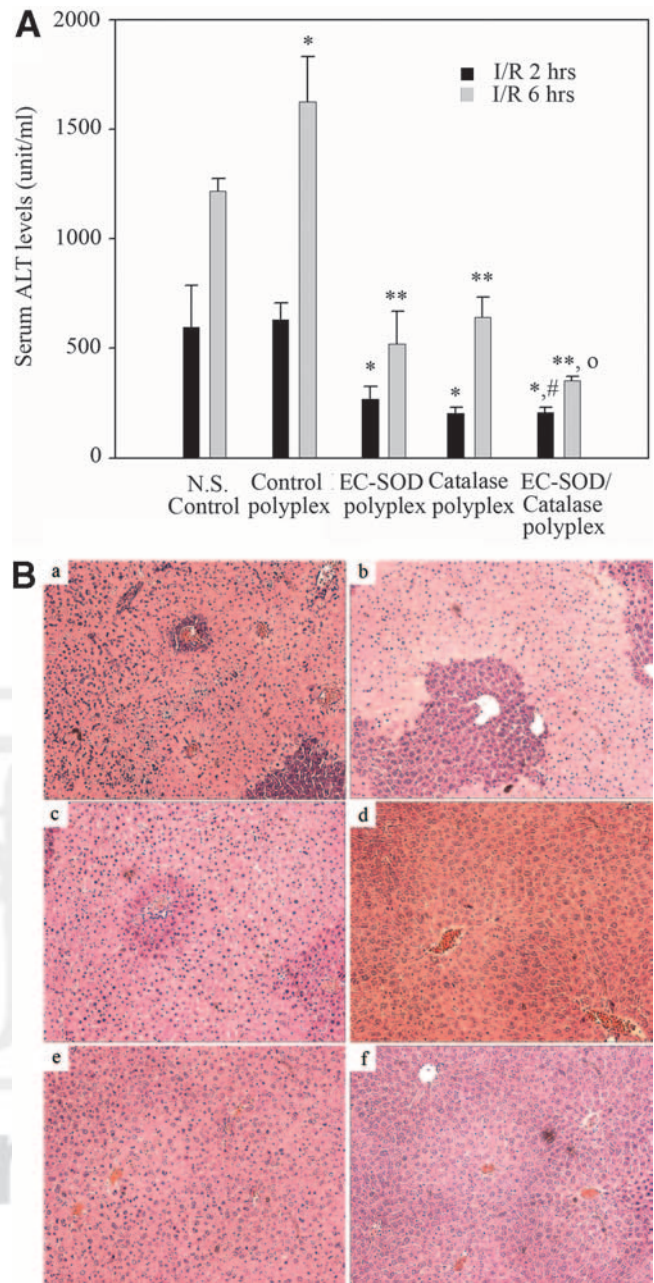 A
2000
1500
1000
500
0
Serum ALT levels (unit/ml)
I/R 2 hrs
I/R 6 hrs
*
*
**
*
**
*,#
**, o
N.S.
Control
Control
polyplex
EC-SOD
polyplex
Catalase
polyplex
EC-SOD/
Catalase
polyplex
B
a
b
c
d
e
f